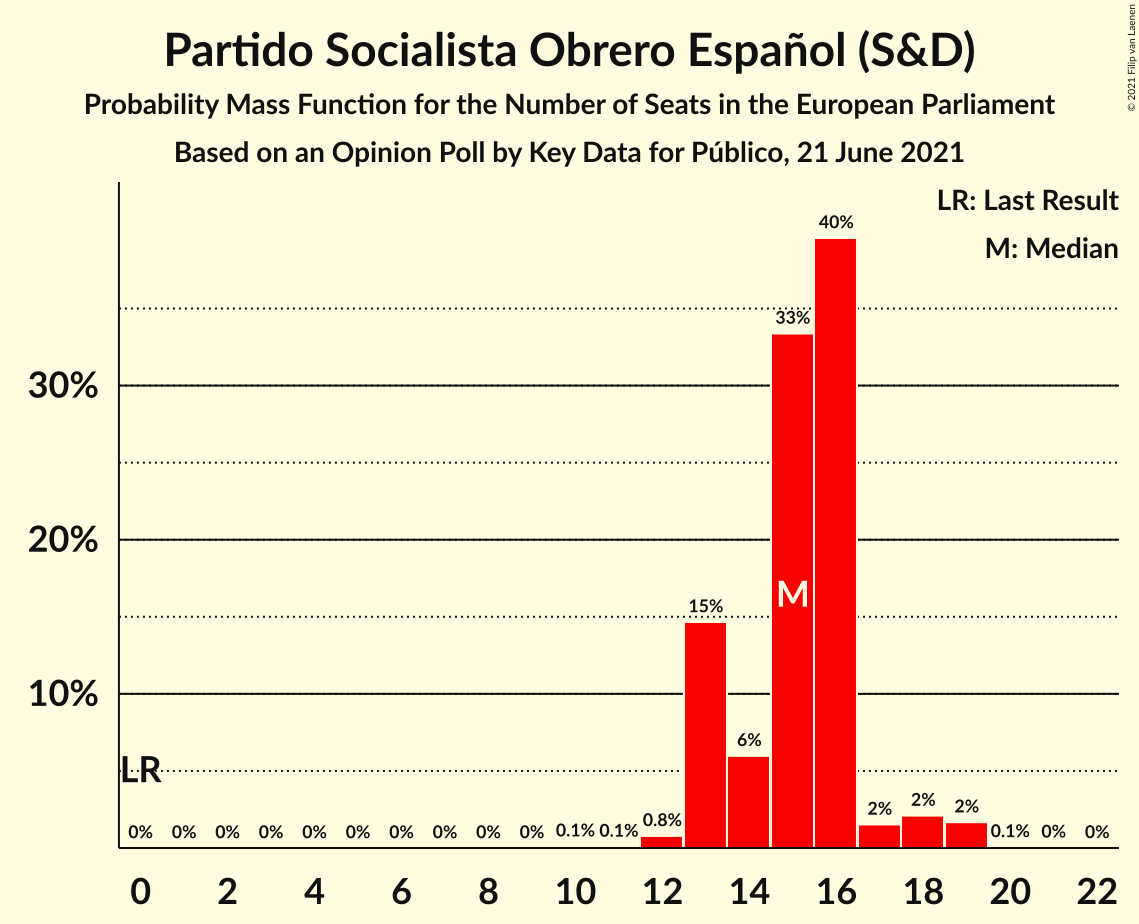 Partido Socialista Obrero Español (S&D)
Probability Mass Function for the Number of Seats in the European Parliament
Based on an Opinion Poll by Key Data for Público, 21 June 2021
© 2021 Filip van Laenen
LR: Last Result
M: Median
40%
33%
30%
20%
M
15%
10%
6%
LR
0% 0% 0% 0% 0% 0% 0% 0% 0% 0% 0.1% 0.1% 0.8% 2% 2% 2% 0.1% 0% 0%
0 2 4 6 8 10 12 14 16 18 20 22